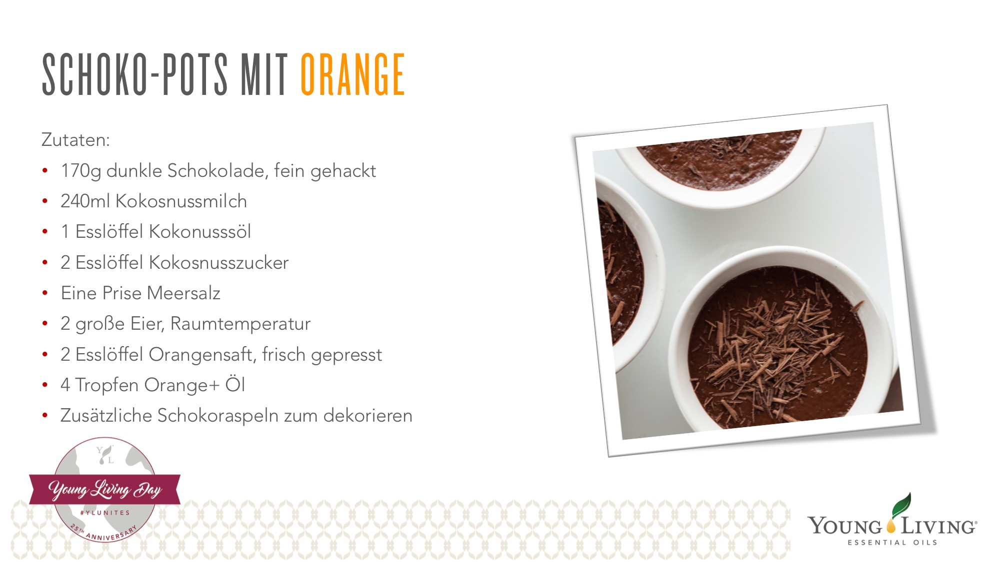 SCHOKO-POTS MIT ORANGE
Zutaten:
• 170g dunkle Schokolade, fein gehackt
• 240ml Kokosnussmilch
• 1 Esslöffel Kokonusssöl
• 2 Esslöffel Kokosnusszucker
• Eine Prise Meersalz
• 2 große Eier, Raumtemperatur
• 2 Esslöffel Orangensaft, frisch gepresst
• 4 Tropfen Orange+ Öl
• Zusätzliche Schokoraspeln zum dekorieren
Y L
Young Living Day
#YLUNITES
25TH ANNIVERSARY
YOUNG LIVING®
ESSENTIAL OILS